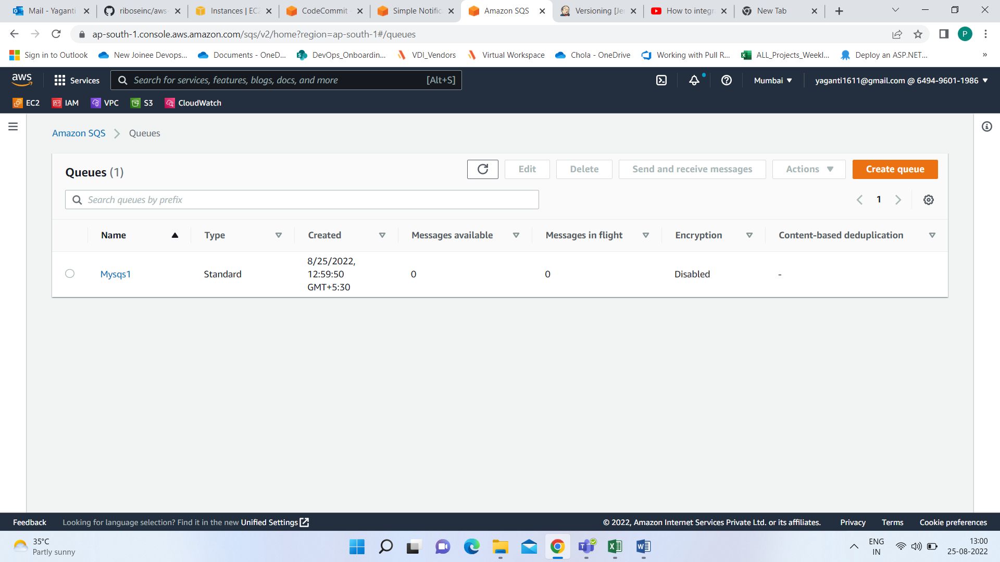 Mail - Yaganti
riboseinc/aws-
Instances | EC2
CodeCommit -
Simple Notific
Amazon SQS
Versioning [Je
How to integr
New Tab
ap-south-1.console.aws.amazon.com/sqs/v2/home?region=ap-south-1#/queues
P
Sign in to Outlook
New Joinee Devops...
Documents - OneD...
DevOps_Onboardin...
VDI_Vendors
Virtual Workspace
Chola - OneDrive
Working with Pull R...
ALL_Projects_Weekl...
Deploy an ASP.NET...
»
aws
Services
Search for services, features, blogs, docs, and more
[Alt+S]
Mumbai
yaganti1611@gmail.com @ 6494-9601-1986
EC2
IAM
VPC
S3
CloudWatch
Amazon SQS
Queues
Queues (1)
Edit
Delete
Send and receive messages
Actions
Create queue
Search queues by prefix
1
Name
Type
Created
Messages available
Messages in flight
Encryption
Content-based deduplication
Mysqs1
Standard
8/25/2022,
12:59:50
GMT+5:30
0
0
Disabled
-
Feedback
Looking for language selection? Find it in the new Unified Settings
© 2022, Amazon Internet Services Private Ltd. or its affiliates.
Privacy
Terms
Cookie preferences
35°C
Partly sunny
ENG
IN
13:00
25-08-2022